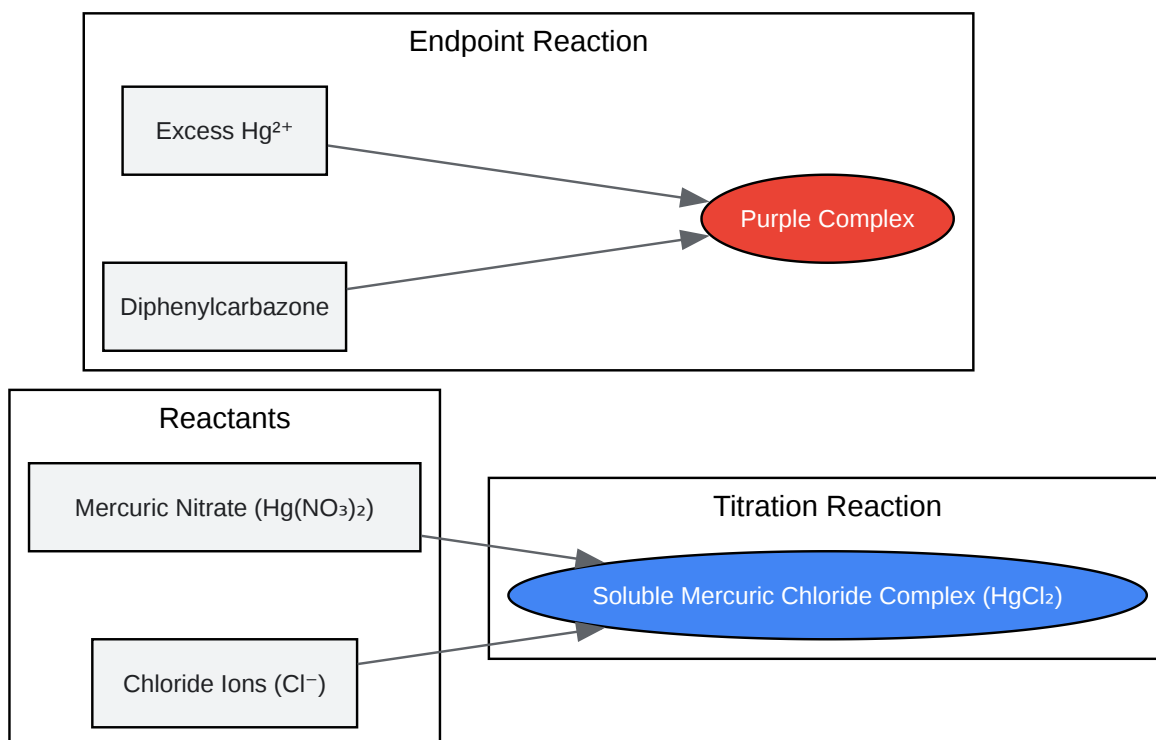 Endpoint Reaction
Excess Hg²⁺
Purple Complex
Diphenylcarbazone
Reactants
Mercuric Nitrate (Hg(NO₃)₂)
Titration Reaction
Soluble Mercuric Chloride Complex (HgCl₂)
Chloride Ions (Cl⁻)